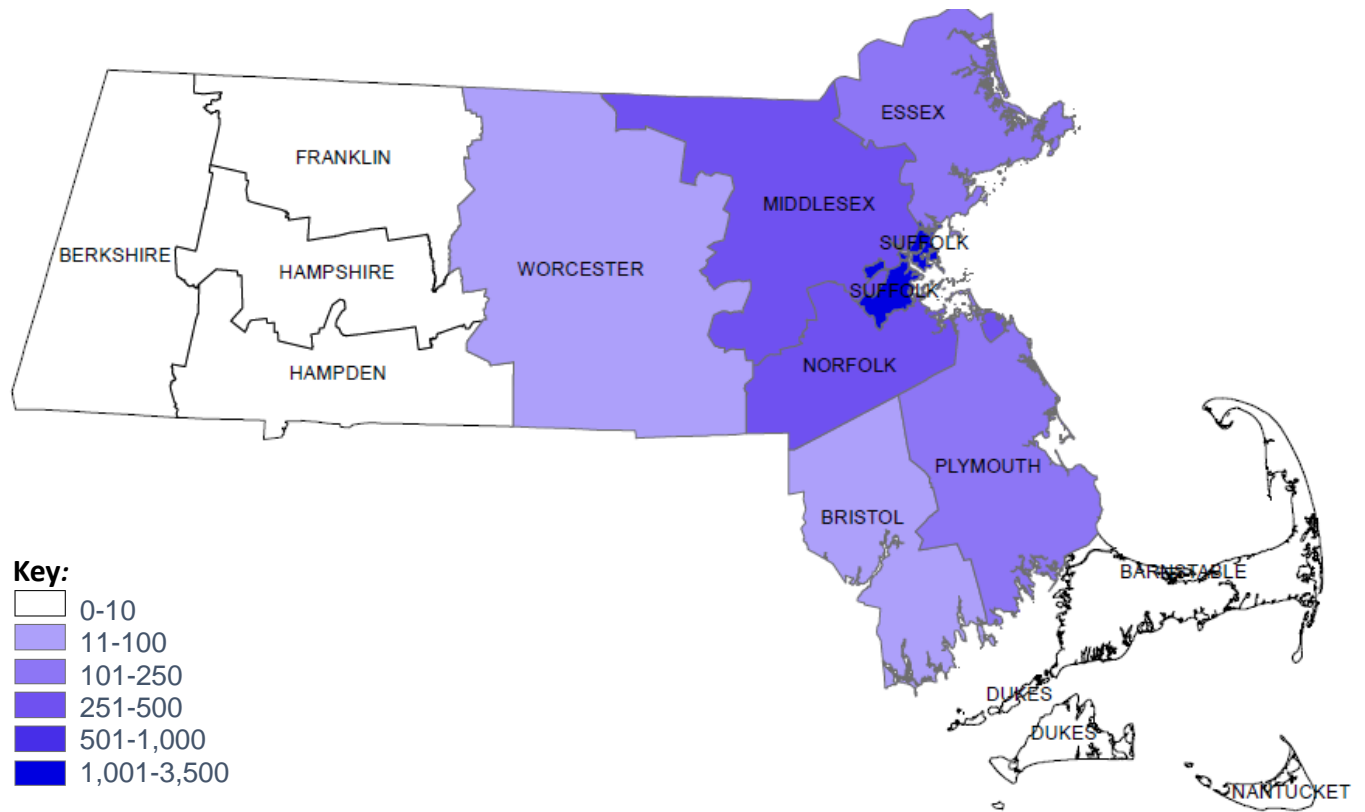 ESSEX
FRANKLIN
MIDDLESEX
SUFFOLK
BERKSHIRE
HAMPSHIRE
WORCESTER
SUFFOLK
NORFOLK
HAMPDEN
PLYMOUTH
BRISTOL
BARNSTABLE
DUKES
DUKES
NANTUCKET
Key:
0-10
11-100
101-250
251-500
501-1,000
1,001-3,500